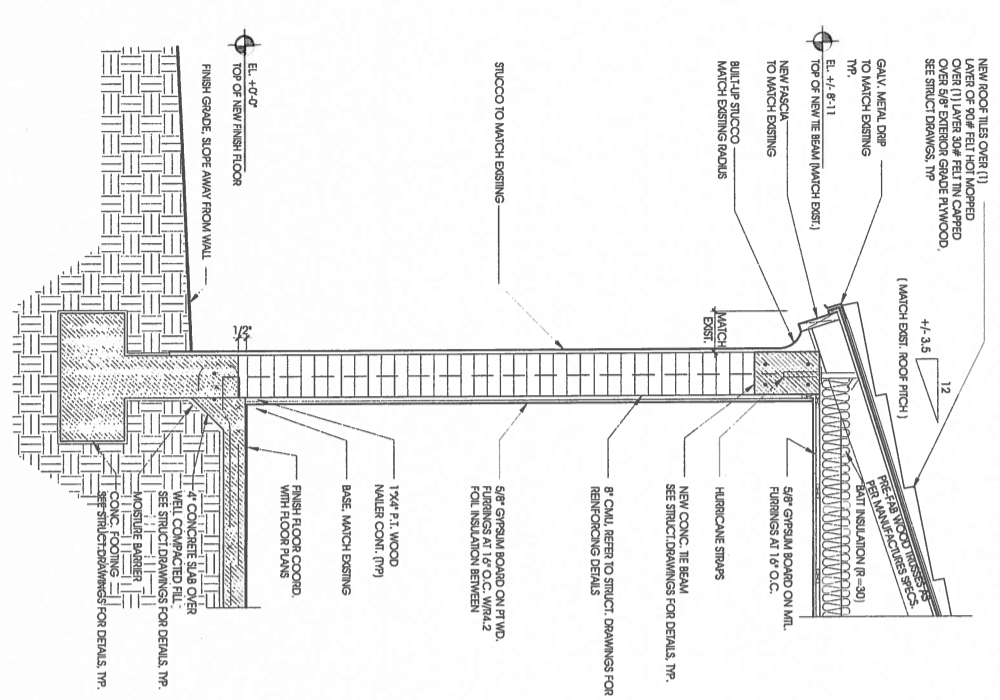 NEW ROOF TILES OVER (1)
LAYER OF 90# FELT HOT MOPPED
OVER (1) LAYER 30# FELT TIN CAPPED
OVER 5/8" EXTERIOR GRADE PLYWOOD,
SEE STRUCT DRAWGS, TYP
12
+/- 3.5
( MATCH EXIST. ROOF PITCH )
GALV. METAL DRIP
TO MATCH EXISTING
TYP.
PRE-FAB WOOD TRUSSES AS
PER MANUFACTURES SPECS.
BATT INSULATION (R=30)
EL. +/- 8'-11
TOP OF NEW TIE BEAM (MATCH EXIST.)
NEW FASCIA
TO MATCH EXISTING
BUILT-UP STUCCO
MATCH EXISTING RADIUS
MATCH
EXIST.
5/8" GYPSUM BOARD ON MTL.
FURRINGS AT 16" O.C.
HURRICANE STRAPS
NEW CONC. TIE BEAM
SEE STRUCT.DRAWINGS FOR DETAILS, TYP.
8" CMU, REFER TO STRUCT. DRAWINGS FOR
REINFORCING DETAILS
STUCCO TO MATCH EXISTING
5/8" GYPSUM BOARD ON PT WD.
FURRINGS AT 16" O.C. W/R4.2
FOIL INSULATION BETWEEN
1"X4" P.T. WOOD
NAILER CONT. (TYP)
BASE, MATCH EXISTING
FINISH FLOOR COORD.
WITH FLOOR PLANS
EL. +0'-0"
TOP OF NEW FINISH FLOOR
1/2"
FINISH GRADE, SLOPE AWAY FROM WALL
4" CONCRETE SLAB OVER
WELL COMPACTED FILL
SEE STRUCT.DRAWINGS FOR DETAILS, TYP.
MOISTURE BARRIER
CONC. FOOTING
SEE STRUCT.DRAWINGS FOR DETAILS, TYP.